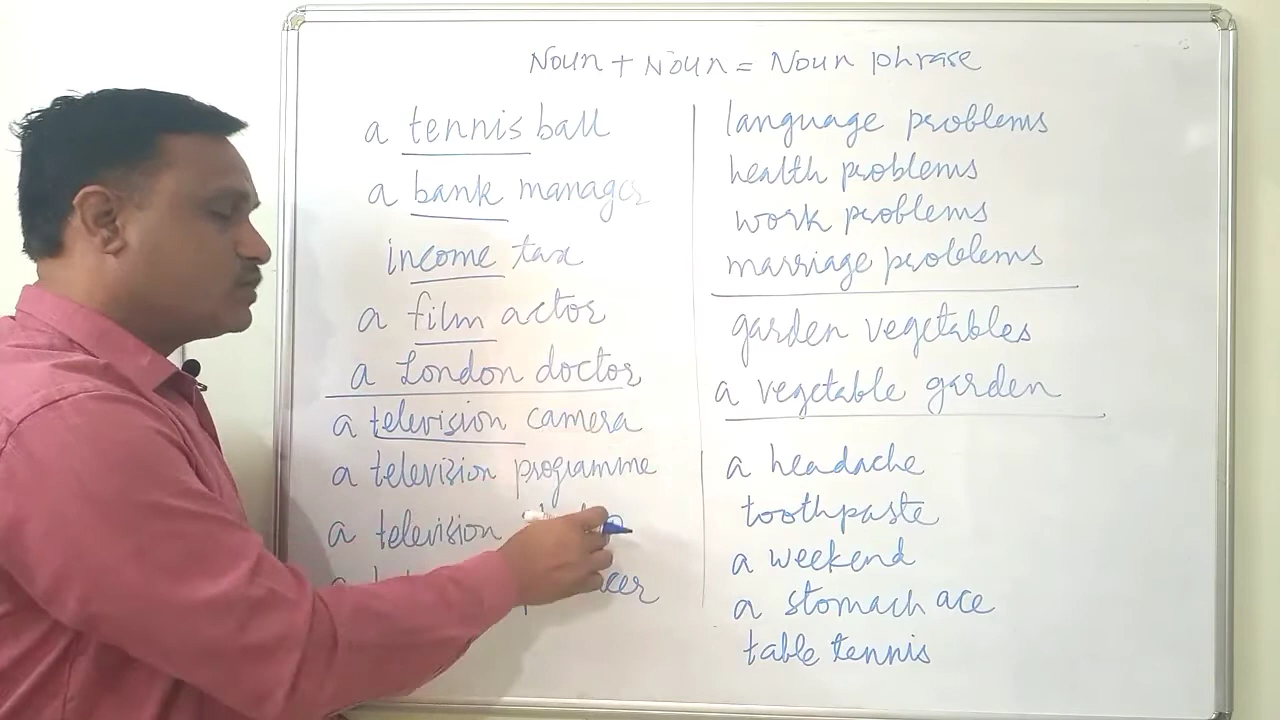 Noun + Noun = Noun phrase
a tennis ball
a bank manager
income tax
a film actor
a London doctor
a television camera
a television programme
a television
language problems
health problems
work problems
marriage problems
garden vegetables
a vegetable garden
a headache
toothpaste
a weekend
a stomach ace
table tennis